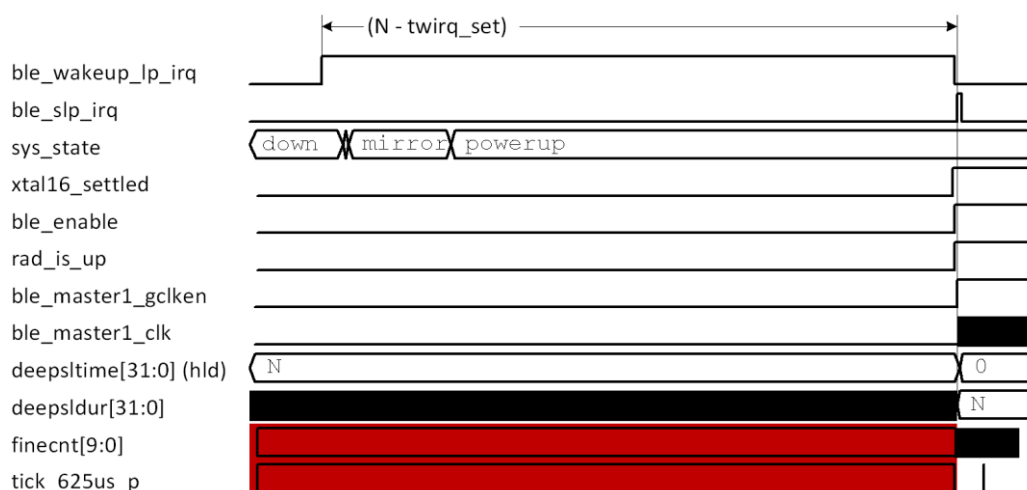 (N - twirq_set)
ble_wakeup_lp_irq
ble_slp_irq
sys_state down mirror powerup
xtal16_settled
ble_enable
rad_is_up
ble_master1_gclken
ble_master1_clk
deepsltime[31:0] (hld) N 0
deepsldur[31:0] N
finecnt[9:0]
tick_625us_p